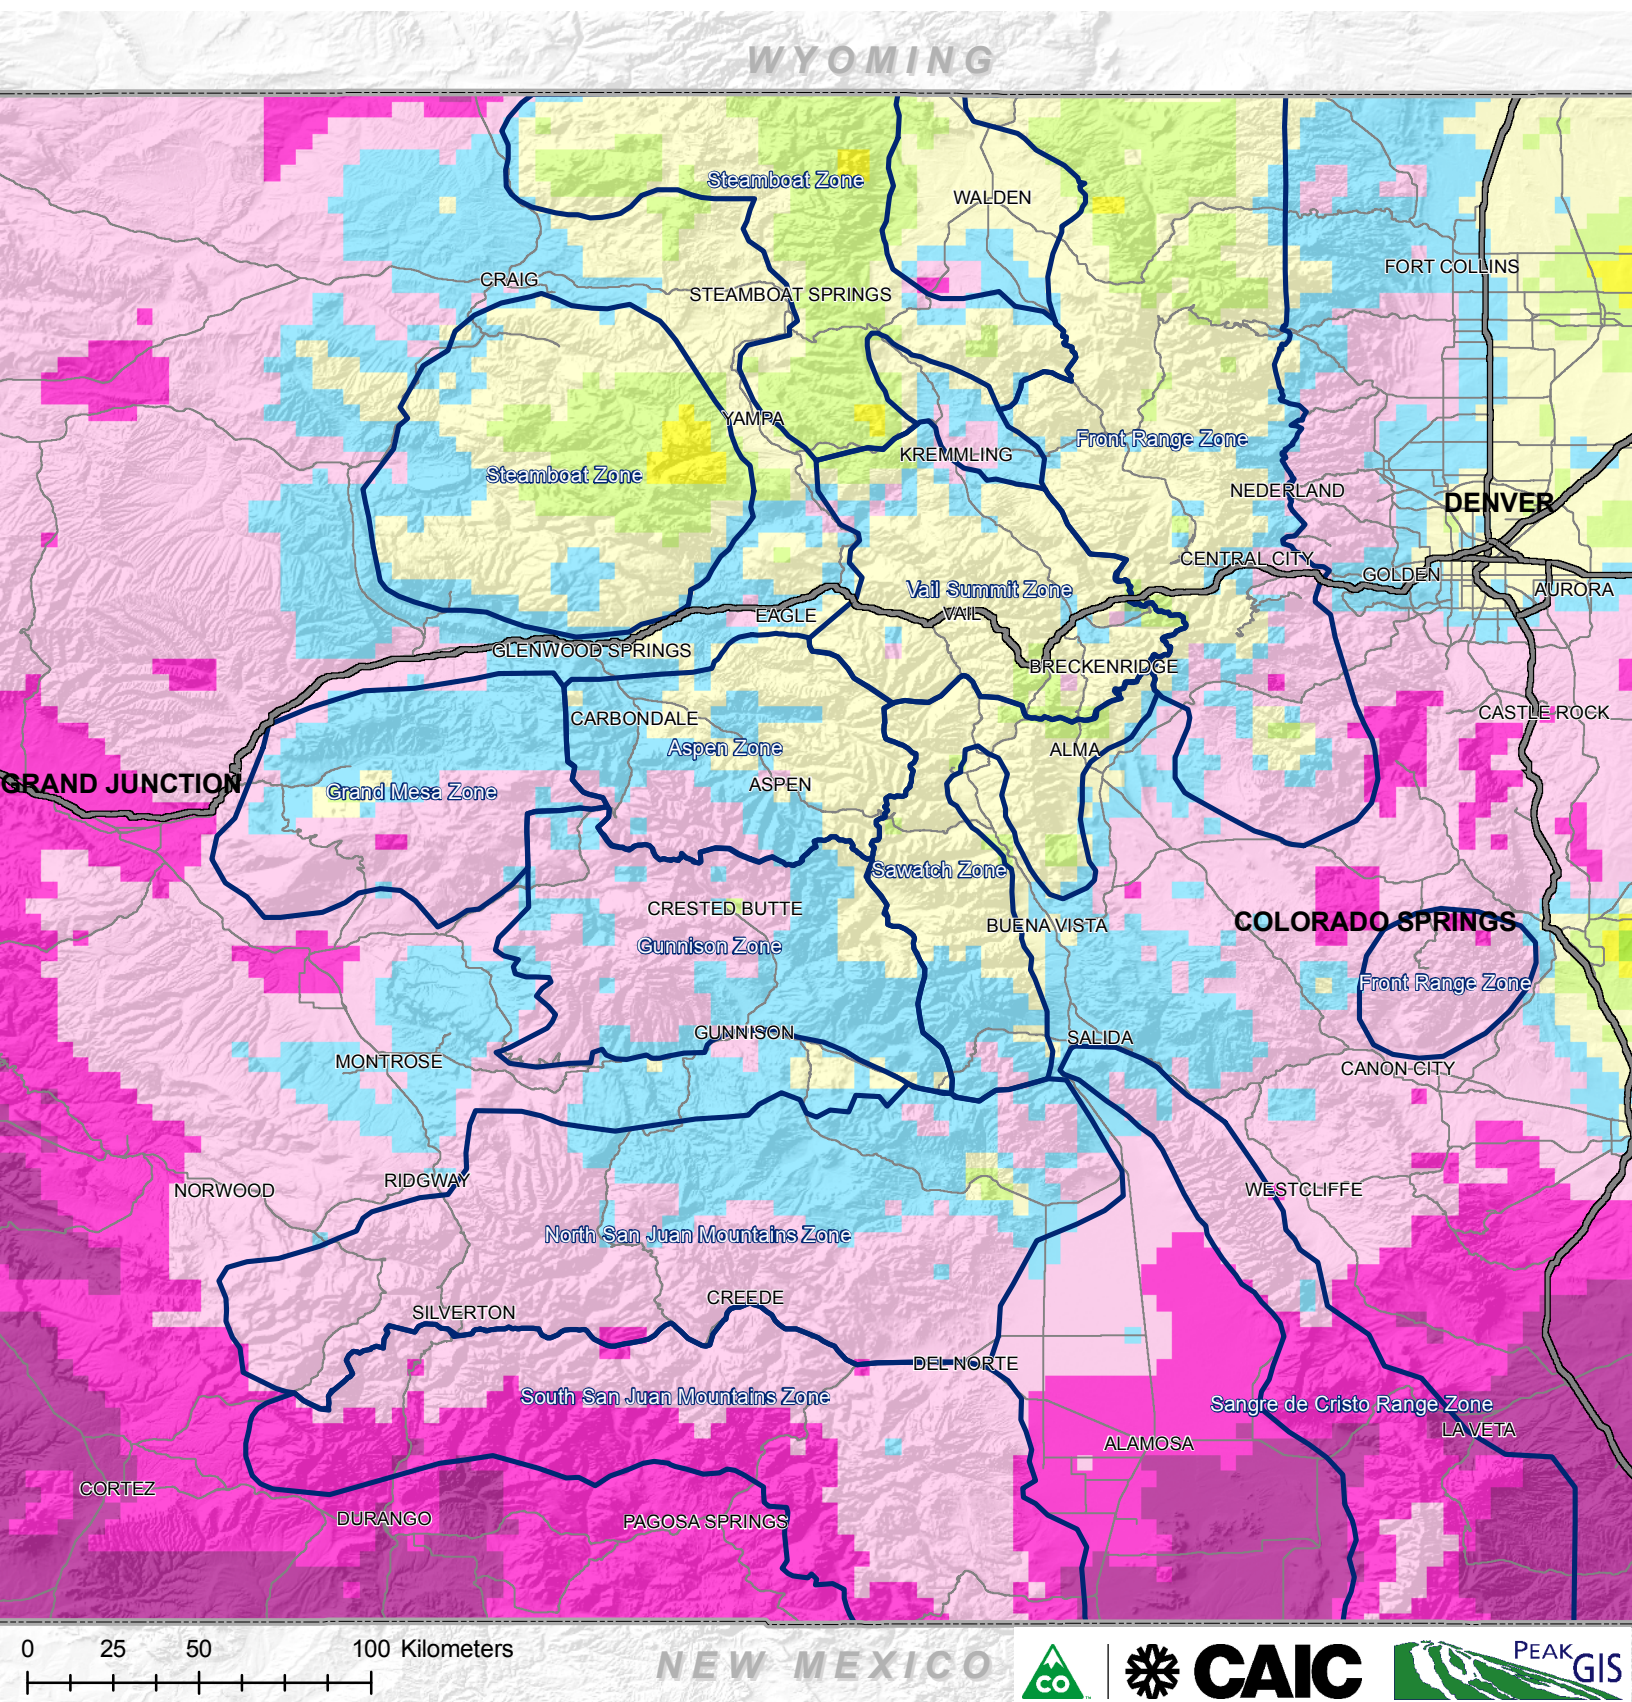 WYOMING
Steamboat Zone
WALDEN
FORT COLLINS
CRAIG
STEAMBOAT SPRINGS
YAMPA
Front Range Zone
KREMMLING
Steamboat Zone
NEDERLAND
DENVER
CENTRAL CITY
GOLDEN
AURORA
Vail Summit Zone
EAGLE
VAIL
GLENWOOD SPRINGS
BRECKENRIDGE
CARBONDALE
CASTLE ROCK
Aspen Zone
ALMA
GRAND JUNCTION
ASPEN
Grand Mesa Zone
Sawatch Zone
CRESTED BUTTE
BUENA VISTA
COLORADO SPRINGS
Gunnison Zone
Front Range Zone
GUNNISON
SALIDA
MONTROSE
CANON CITY
RIDGWAY
NORWOOD
WESTCLIFFE
North San Juan Mountains Zone
CREEDE
SILVERTON
DEL NORTE
South San Juan Mountains Zone
Sangre de Cristo Range Zone
LA VETA
ALAMOSA
CORTEZ
DURANGO
PAGOSA SPRINGS
0 25 50 100 Kilometers
NEW MEXICO
CO
CAIC
PEAK GIS